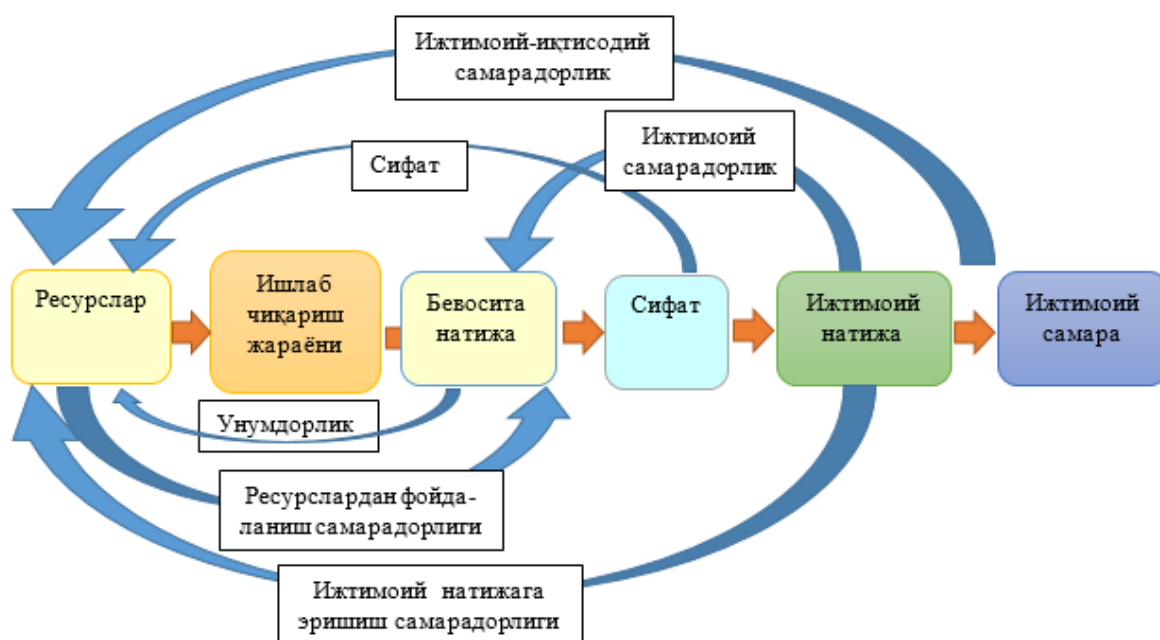 Ижтимоий-иқтисодий
самарадорлик
Ижтимоий
самарадорлик
Сифат
Ресурслар
Ишлаб
чиқариш
жараёни
Бевосита
натижа
Сифат
Ижтимоий
натижа
Ижтимоий
самара
Унумдорлик
Ресурслардан фойда-
ланиш самарадорлиги
Ижтимоий натижага
эришиш самарадорлиги